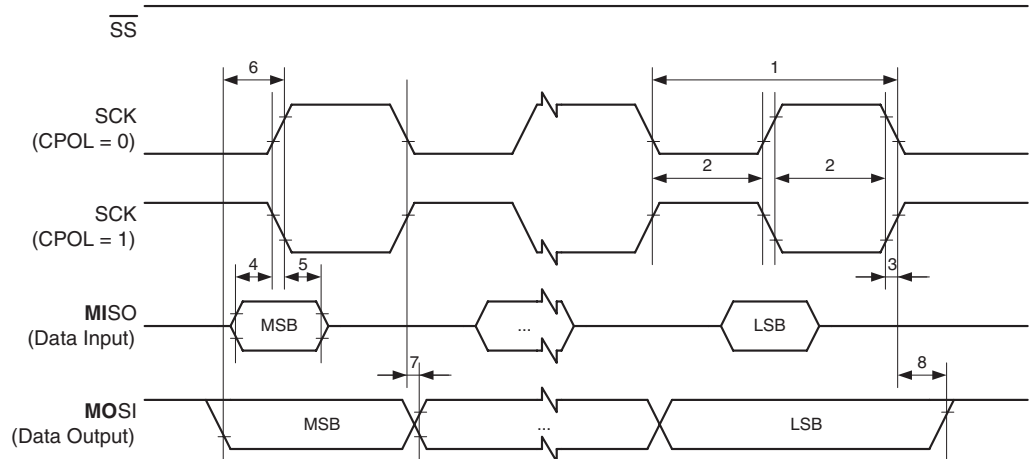 SS
6
1
SCK
(CPOL = 0)
2
2
SCK
(CPOL = 1)
4
5
3
MISO
(Data Input)
MSB
...
LSB
7
8
MOSI
(Data Output)
MSB
...
LSB